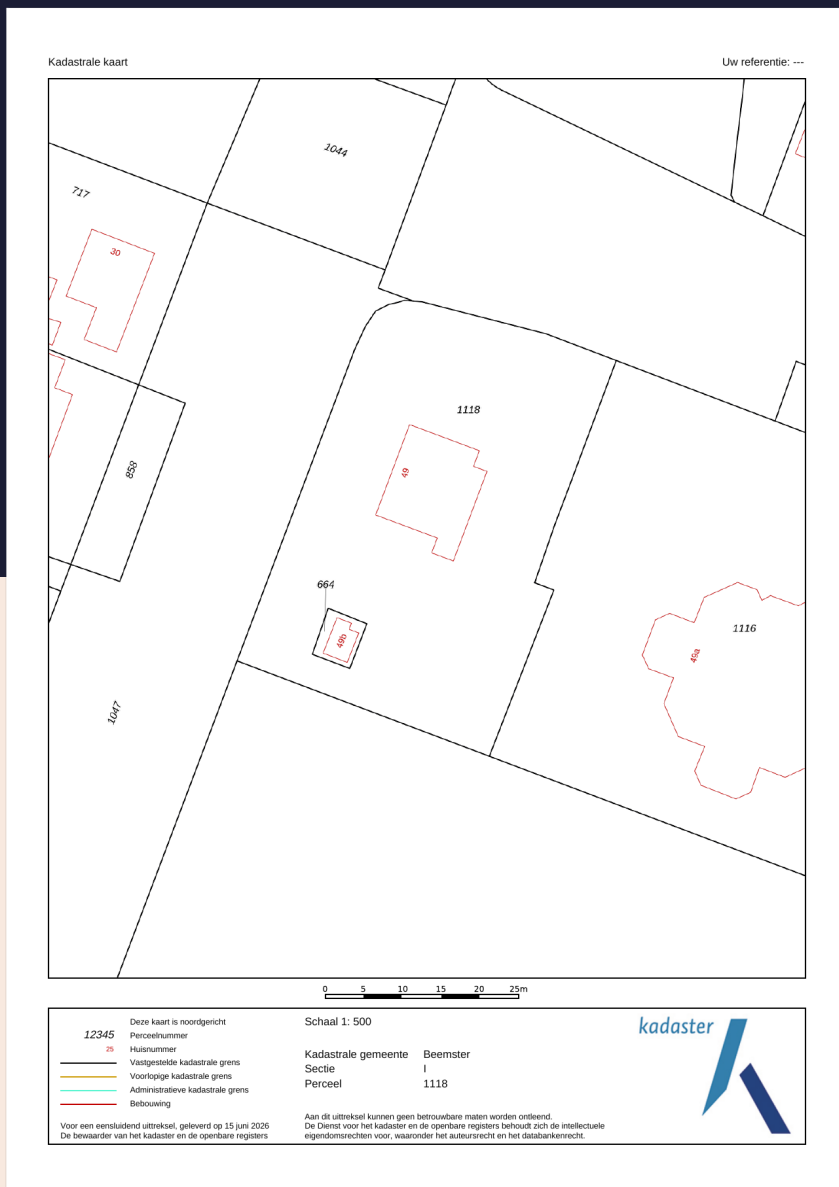 Kadastrale kaart
Uw referentie: ---
1044
717
30
1118
49
858
664
49b
1116
49a
1047
0 5 10 15 20 25m
Deze kaart is noordgericht
12345 Perceelnummer
25 Huisnummer
Vastgestelde kadastrale grens
Voorlopige kadastrale grens
Administratieve kadastrale grens
Bebouwing
Voor een eensluidend uittreksel, geleverd op 15 juni 2026
De bewaarder van het kadaster en de openbare registers
Schaal 1: 500
Kadastrale gemeente Beemster
Sectie I
Perceel 1118
Aan dit uittreksel kunnen geen betrouwbare maten worden ontleend.
De Dienst voor het kadaster en de openbare registers behoudt zich de intellectuele
eigendomsrechten voor, waaronder het auteursrecht en het databankenrecht.
kadaster